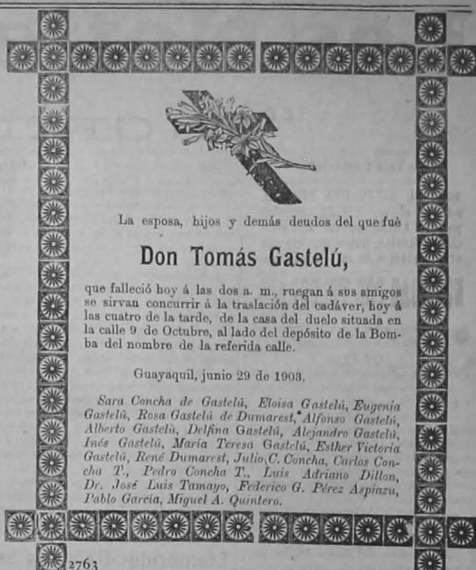 La esposa, hijos y demás deudos del que fuè
Don Tomás Gastelú,
que falleció hoy á las dos a. m., ruegan á sus amigos
se sirvan concurrir á la traslación del cadáver, hoy á
las cuatro de la tarde, de la casa del duelo situada en
la calle 9 de Octubre, al lado del depósito de la Bom-
ba del nombre de la referida calle.
Guayaquil, junio 29 de 1903.
Sara Concha de Gastelú, Eloisa Gastelú, Eugenia
Gastelú, Rosa Gastelú de Dumarest, Alfonso Gastelú,
Alberto Gastelú, Delfina Gastelú, Alejandro Gastelú,
Inés Gastelú, María Teresa Gastelú, Esther Victoria
Gastelú, René Dumarest, Julio C. Concha, Carlos Con-
cha T., Pedro Concha T., Luis Adriano Dillon,
Dr. José Luis Tamayo, Federico G. Pérez Aspiazu,
Pablo García, Miguel A. Quintero.
2763